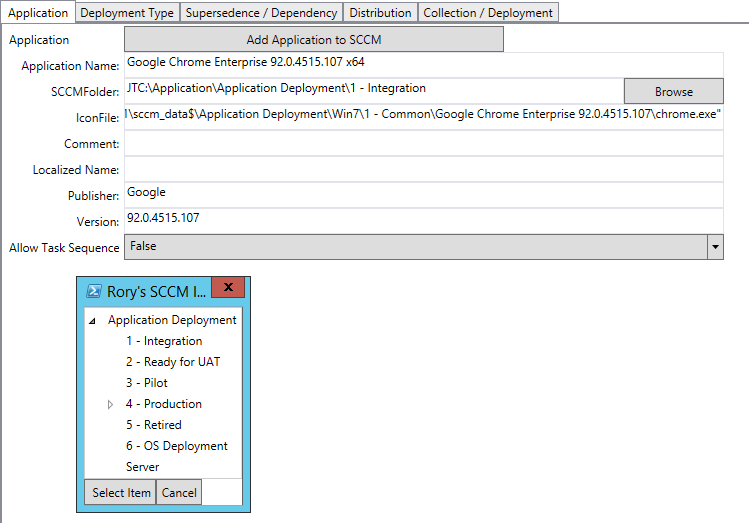 Application Deployment Type Supersedence / Dependency Distribution Collection / Deployment
Application Add Application to SCCM
Application Name: Google Chrome Enterprise 92.0.4515.107 x64
SCCMFolder: JTC:\Application\Application Deployment\1 - Integration Browse
IconFile: l\sccm_data$\Application Deployment\Win7\1 - Common\Google Chrome Enterprise 92.0.4515.107\chrome.exe"
Comment:
Localized Name:
Publisher: Google
Version: 92.0.4515.107
Allow Task Sequence False
Rory's SCCM I... x
Application Deployment
1 - Integration
2 - Ready for UAT
3 - Pilot
4 - Production
5 - Retired
6 - OS Deployment
Server
Select Item Cancel